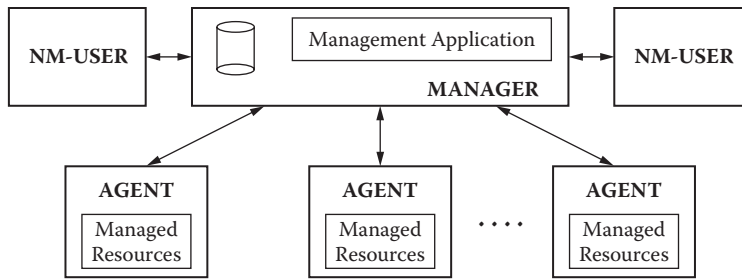 NM-USER
Management Application
MANAGER
NM-USER
AGENT
Managed
Resources
AGENT
Managed
Resources
. . . .
AGENT
Managed
Resources